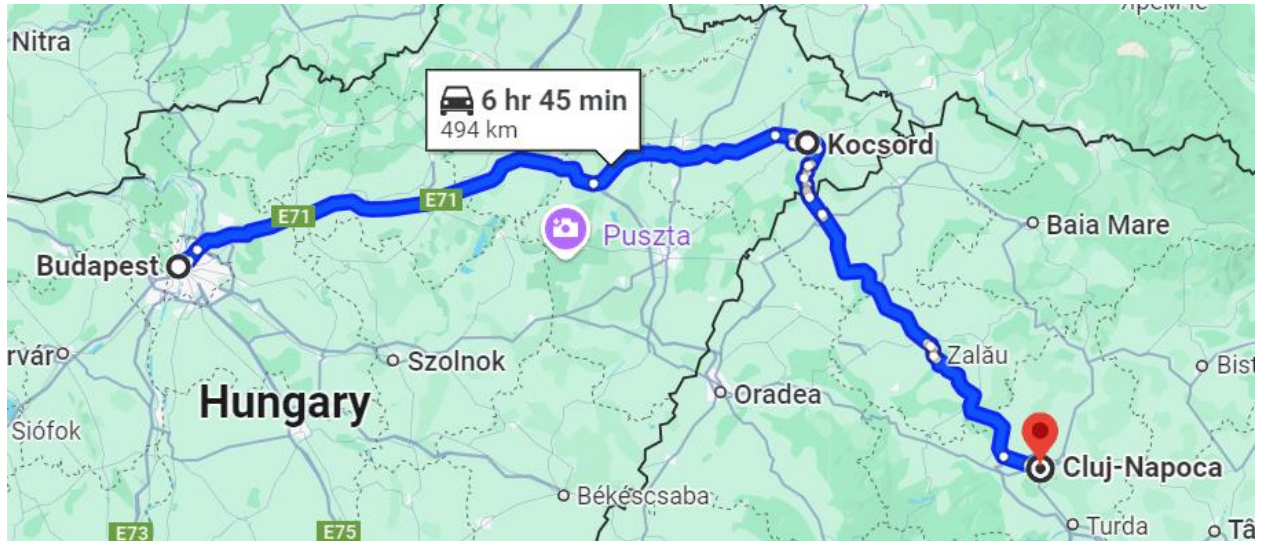 Nitra
6 hr 45 min
494 km
Kocsord
E71
E71
Baia Mare
Puszta
Budapest
Szolnok
Zalău
Hungary
Oradea
Siófok
Cluj-Napoca
Békéscsaba
E73
E75
Turda